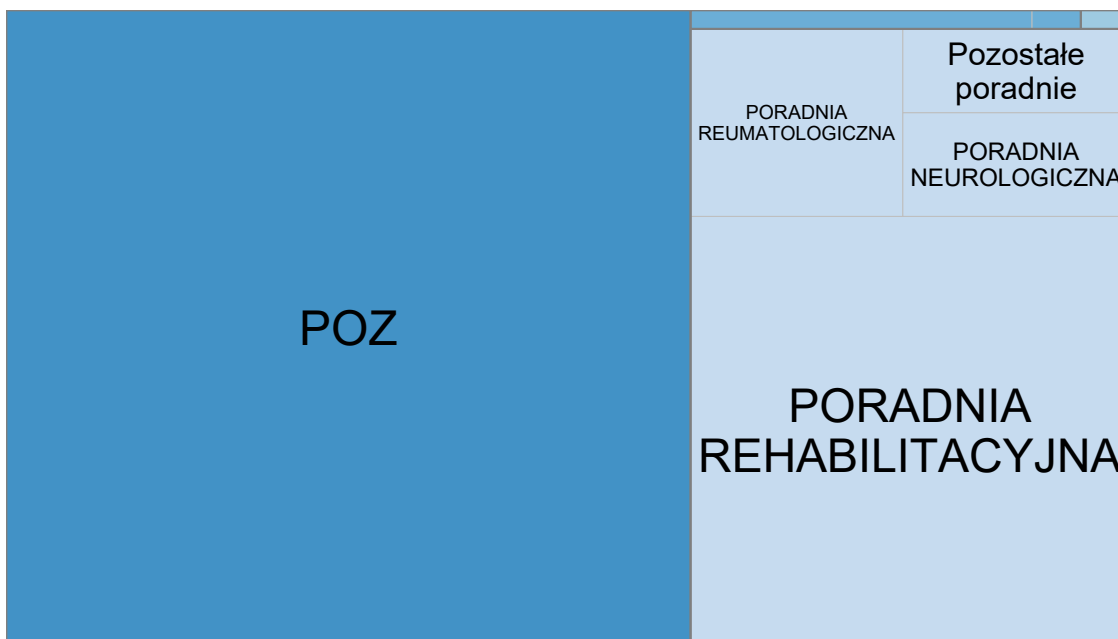 POZ
PORADNIA
REUMATOLOGICZNA
Pozostałe
poradnie
PORADNIA
NEUROLOGICZNA
PORADNIA
REHABILITACYJNA